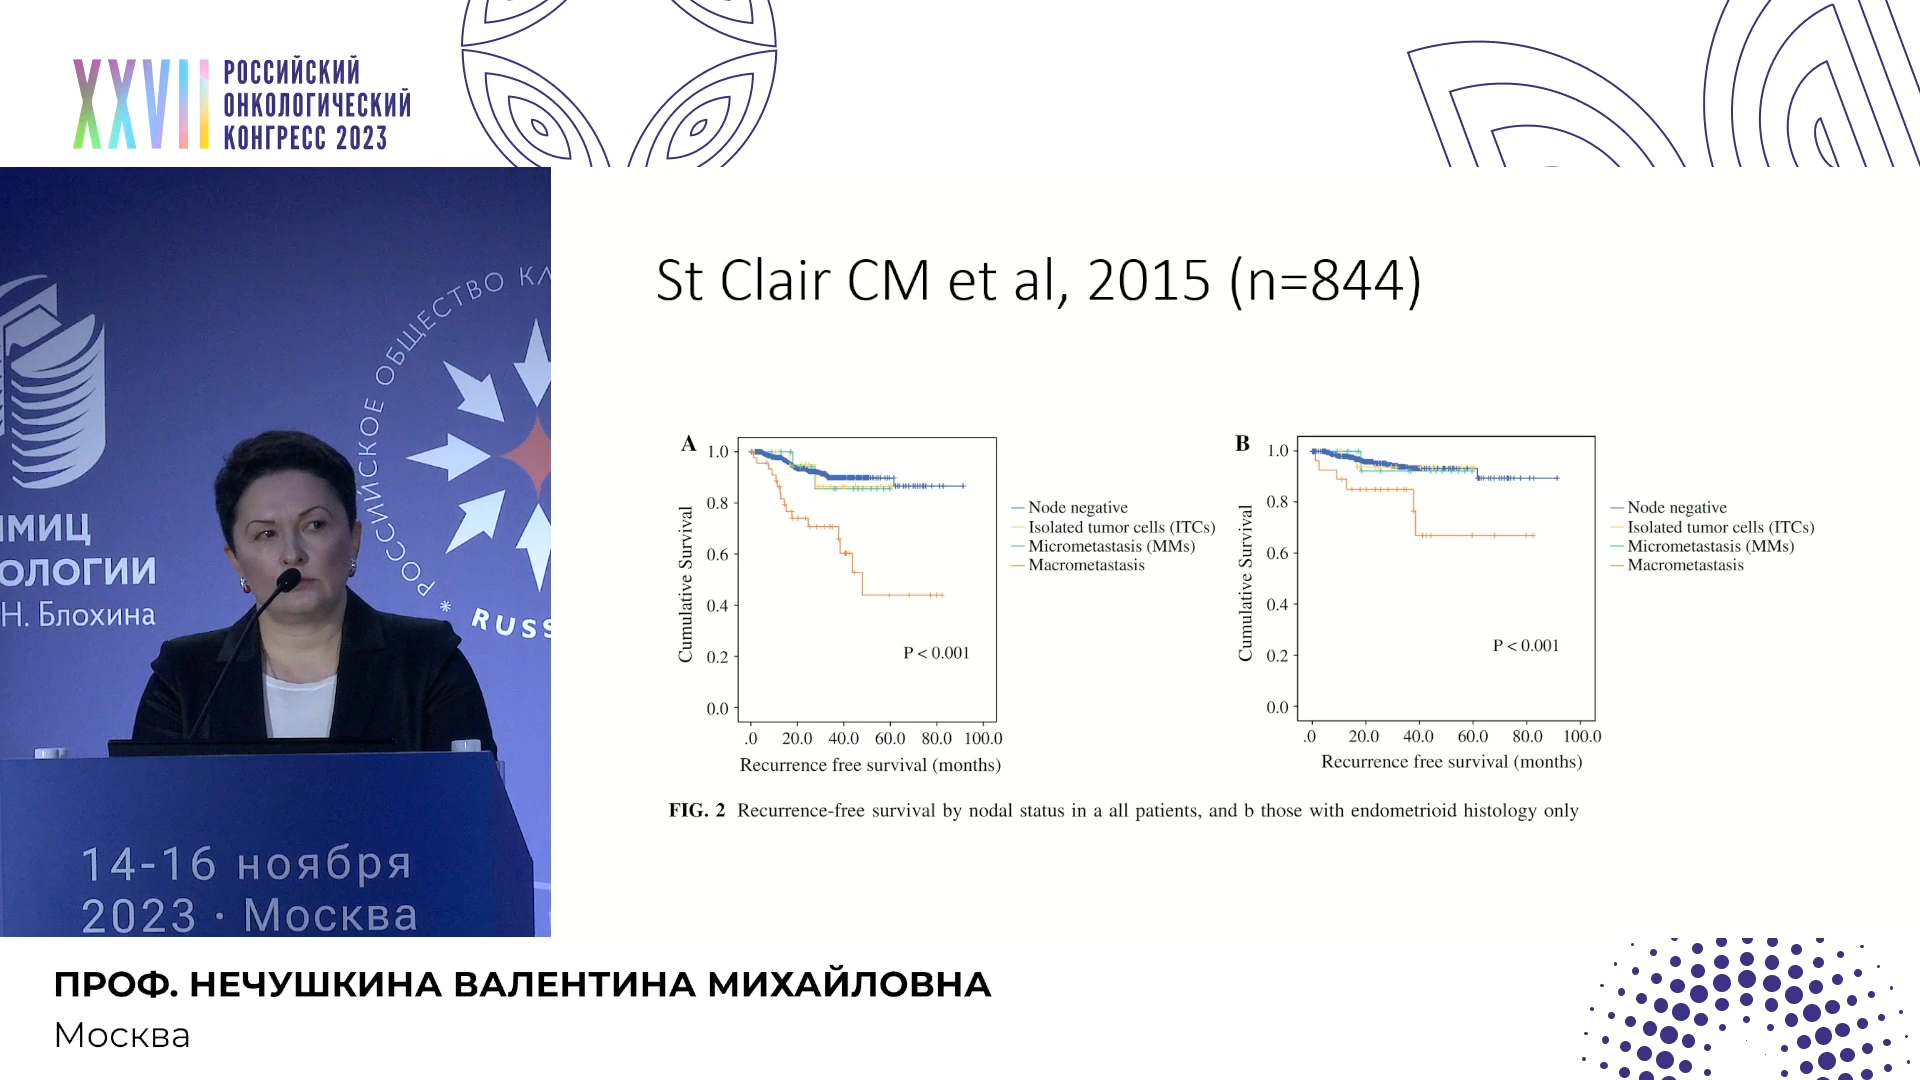 XXVII
РОССИЙСКИЙ
ОНКОЛОГИЧЕСКИЙ
КОНГРЕСС 2023
РОССИЙСКОЕ ОБЩЕСТВО
* RUSS
Н. Блохина
14-16 ноября
2023 · Москва
St Clair CM et al, 2015 (n=844)
A
1.0
0.8
0.6
0.4
0.2
0.0
Cumulative Survival
P < 0.001
.0 20.0 40.0 60.0 80.0 100.0
Recurrence free survival (months)
Node negative
Isolated tumor cells (ITCs)
Micrometastasis (MMs)
Macrometastasis
B
1.0
0.8
0.6
0.4
0.2
0.0
Cumulative Survival
P < 0.001
.0 20.0 40.0 60.0 80.0 100.0
Recurrence free survival (months)
Node negative
Isolated tumor cells (ITCs)
Micrometastasis (MMs)
Macrometastasis
FIG. 2 Recurrence-free survival by nodal status in a all patients, and b those with endometrioid histology only
ПРОФ. НЕЧУШКИНА ВАЛЕНТИНА МИХАЙЛОВНА
Москва